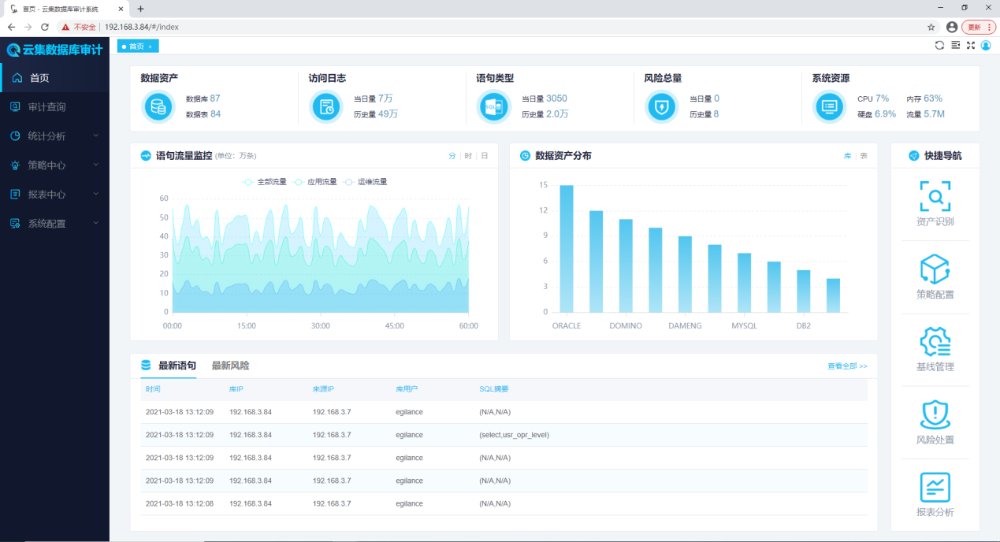 首页 - 云集数据库审计系统
不安全 192.168.3.84/#/index 更新
云集数据库审计
首页
首页
审计查询
统计分析
策略中心
报表中心
系统配置
数据资产
数据库 87
数据表 84
访问日志
当日量 7万
历史量 49万
语句类型
SQL
当日量 3050
历史量 2.0万
风险总量
当日量 0
历史量 8
系统资源
CPU 7% 内存 63%
硬盘 6.9% 流量 5.7M
语句流量监控 (单位: 万条) 分 时 日
全部流量 应用流量 运维流量
60
50
40
30
20
10
0
00:00 15:00 30:00 45:00 60:00
数据资产分布 库 表
15
12
9
6
3
0
ORACLE DOMINO DAMENG MYSQL DB2
快捷导航
资产识别
策略配置
基线管理
风险处置
报表分析
最新语句 最新风险 查看全部 >>
时间 库IP 来源IP 库用户 SQL摘要
2021-03-18 13:12:09 192.168.3.84 192.168.3.7 egilance (N/A,N/A)
2021-03-18 13:12:09 192.168.3.84 192.168.3.7 egilance (select,usr_opr_level)
2021-03-18 13:12:09 192.168.3.84 192.168.3.7 egilance (N/A,N/A)
2021-03-18 13:12:09 192.168.3.84 192.168.3.7 egilance (N/A,N/A)
2021-03-18 13:12:08 192.168.3.84 192.168.3.7 egilance (N/A,N/A)